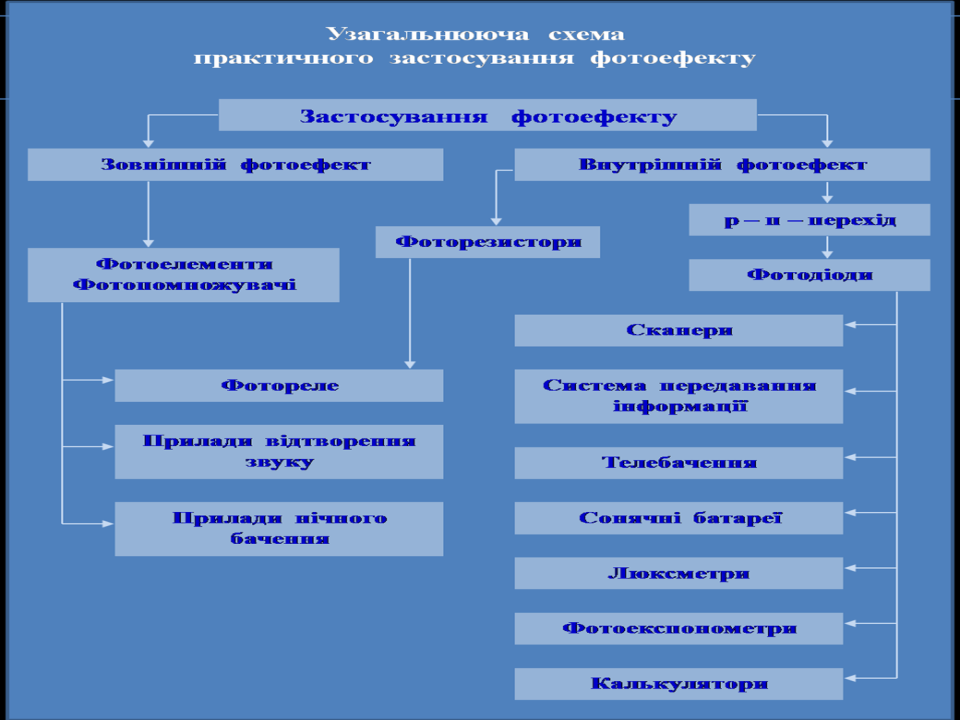 Узагальнююча схема
практичного застосування фотоефекту
Застосування фотоефекту
Зовнішній фотоефект
Внутрішній фотоефект
р – п – перехід
Фоторезистори
Фотоелементи
Фотопомножувачі
Фотодіоди
Сканери
Фотореле
Система передавання
інформації
Прилади відтворення
звуку
Телебачення
Прилади нічного
бачення
Сонячні батареї
Люксметри
Фотоекспонометри
Калькулятори